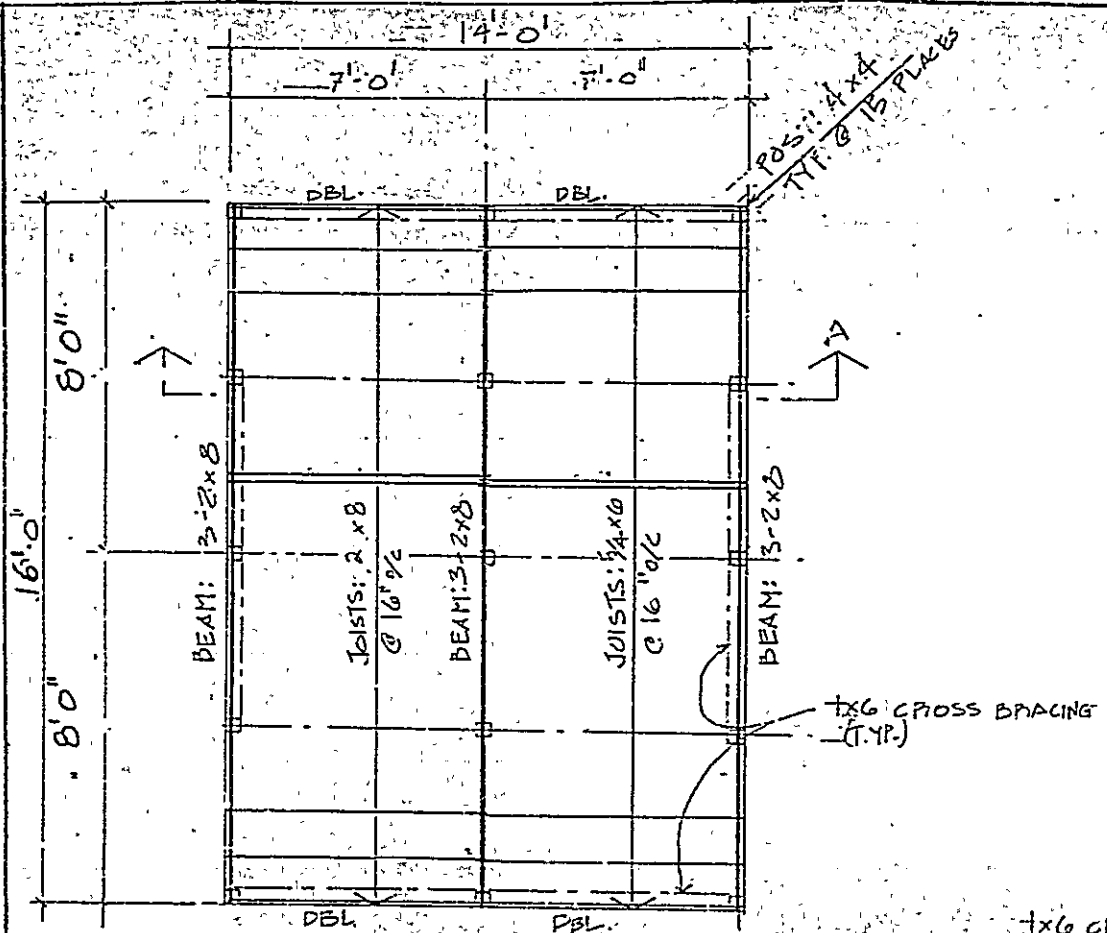 14'-0"
7'-0"
7'-0"
POST: 4x4
TYP. @ 15 PLACES
DBL.
DBL.
8'0"
A
16'-0"
BEAM: 3-2x8
JOISTS: 2x8
@ 16" o/c
BEAM: 3-2x8
JOISTS:
@ 16" o/c
BEAM: 3-2x8
8'0"
1x6 CROSS BRACING
(TYP.)
DBL.
DBL.
1x6